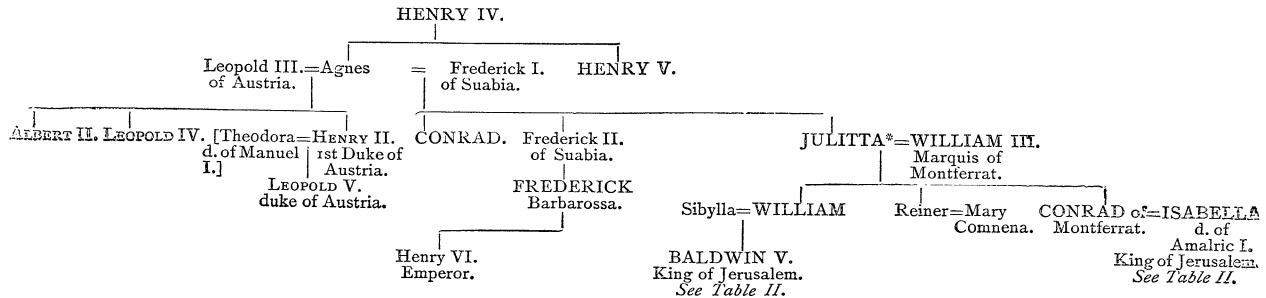 HENRY IV.
Leopold III.=Agnes = Frederick I. HENRY V.
of Austria. of Suabia.
ALBERT II. LEOPOLD IV. [Theodora=HENRY II. CONRAD. Frederick II. JULITTA*=WILLIAM III.
d. of Manuel 1st Duke of of Suabia. Marquis of
I.] Austria. Montferrat.
LEOPOLD V. FREDERICK
duke of Austria. Barbarossa. Sibylla=WILLIAM Reiner=Mary CONRAD of=ISABELLA
Comnena. Montferrat. d. of
Henry VI. BALDWIN V. Amalric I.
Emperor. King of Jerusalem. King of Jerusalem.
See Table II. See Table II.